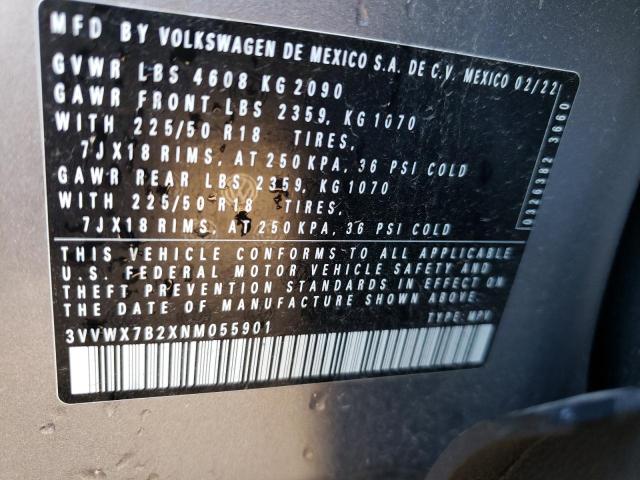 MFD BY VOLKSWAGEN DE MEXICO S.A. DE C.V. MEXICO 02/22
GVWR LBS 4608 KG 2090
GAWR FRONT LBS 2359, KG 1070
WITH 225/50 R18 TIRES,
7JX18 RIMS, AT 250 KPA, 36 PSI COLD
GAWR REAR LBS 2359, KG 1070
WITH 225/50 R18 TIRES,
7JX18 RIMS, AT 250 KPA, 36 PSI COLD
0320382 3660
THIS VEHICLE CONFORMS TO ALL APPLICABLE
U.S. FEDERAL MOTOR VEHICLE SAFETY AND
THEFT PREVENTION STANDARDS IN EFFECT ON
THE DATE OF MANUFACTURE SHOWN ABOVE.
3VVWX7B2XNM055901 TYPE: MPV